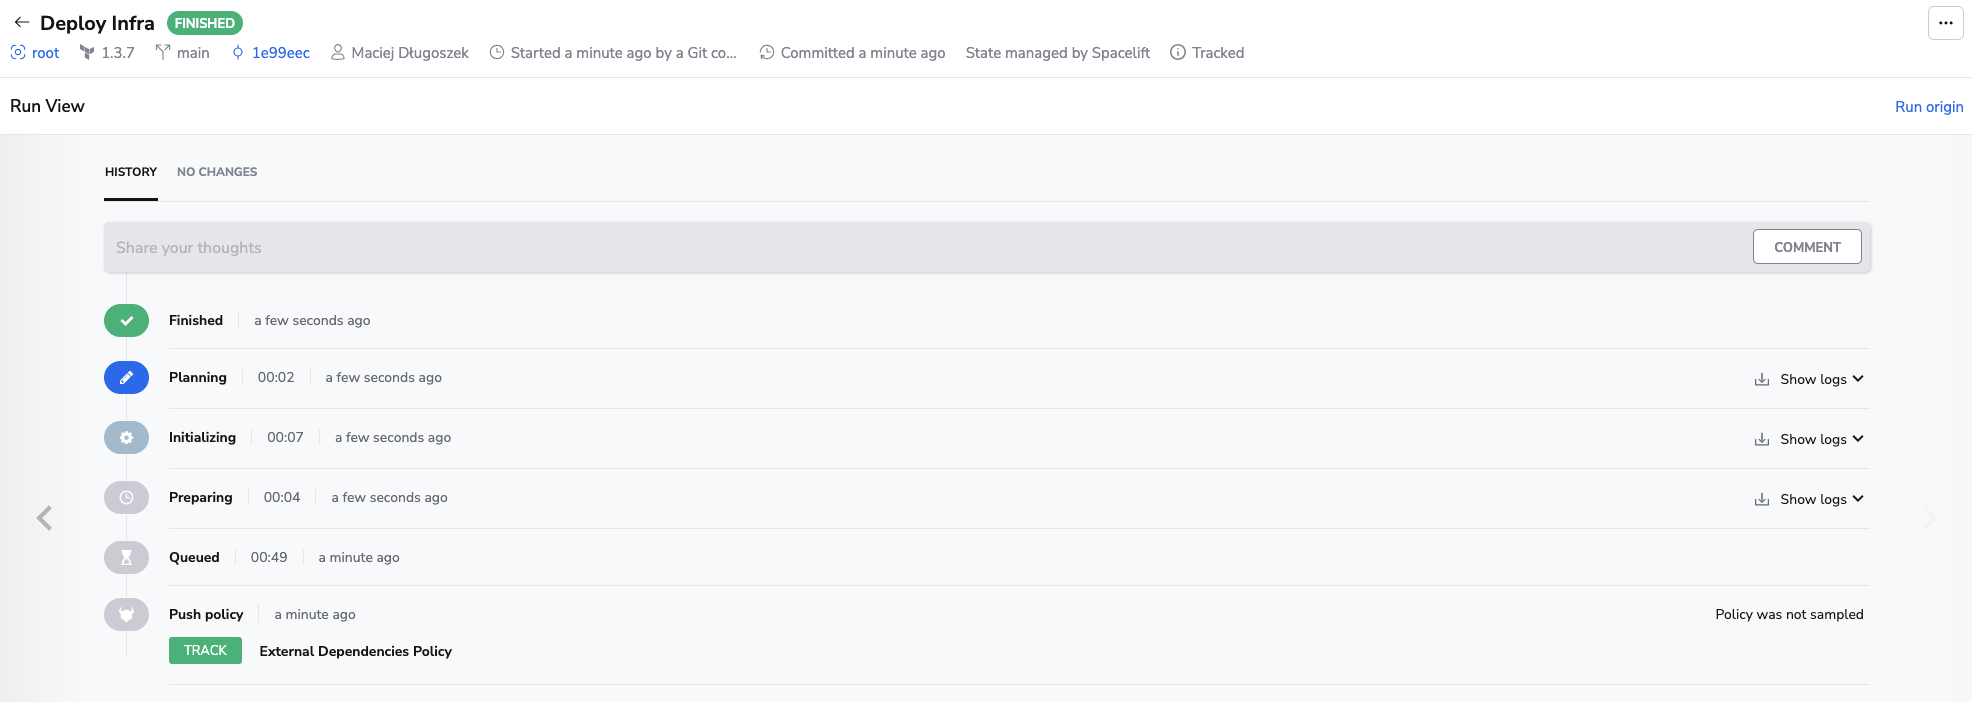 Deploy Infra FINISHED
root 1.3.7 main 1e99eec Maciej Długoszek Started a minute ago by a Git co... Committed a minute ago State managed by Spacelift Tracked
Run View Run origin
HISTORY NO CHANGES
Share your thoughts COMMENT
Finished a few seconds ago
Planning 00:02 a few seconds ago Show logs
Initializing 00:07 a few seconds ago Show logs
Preparing 00:04 a few seconds ago Show logs
Queued 00:49 a minute ago
Push policy a minute ago Policy was not sampled
TRACK External Dependencies Policy